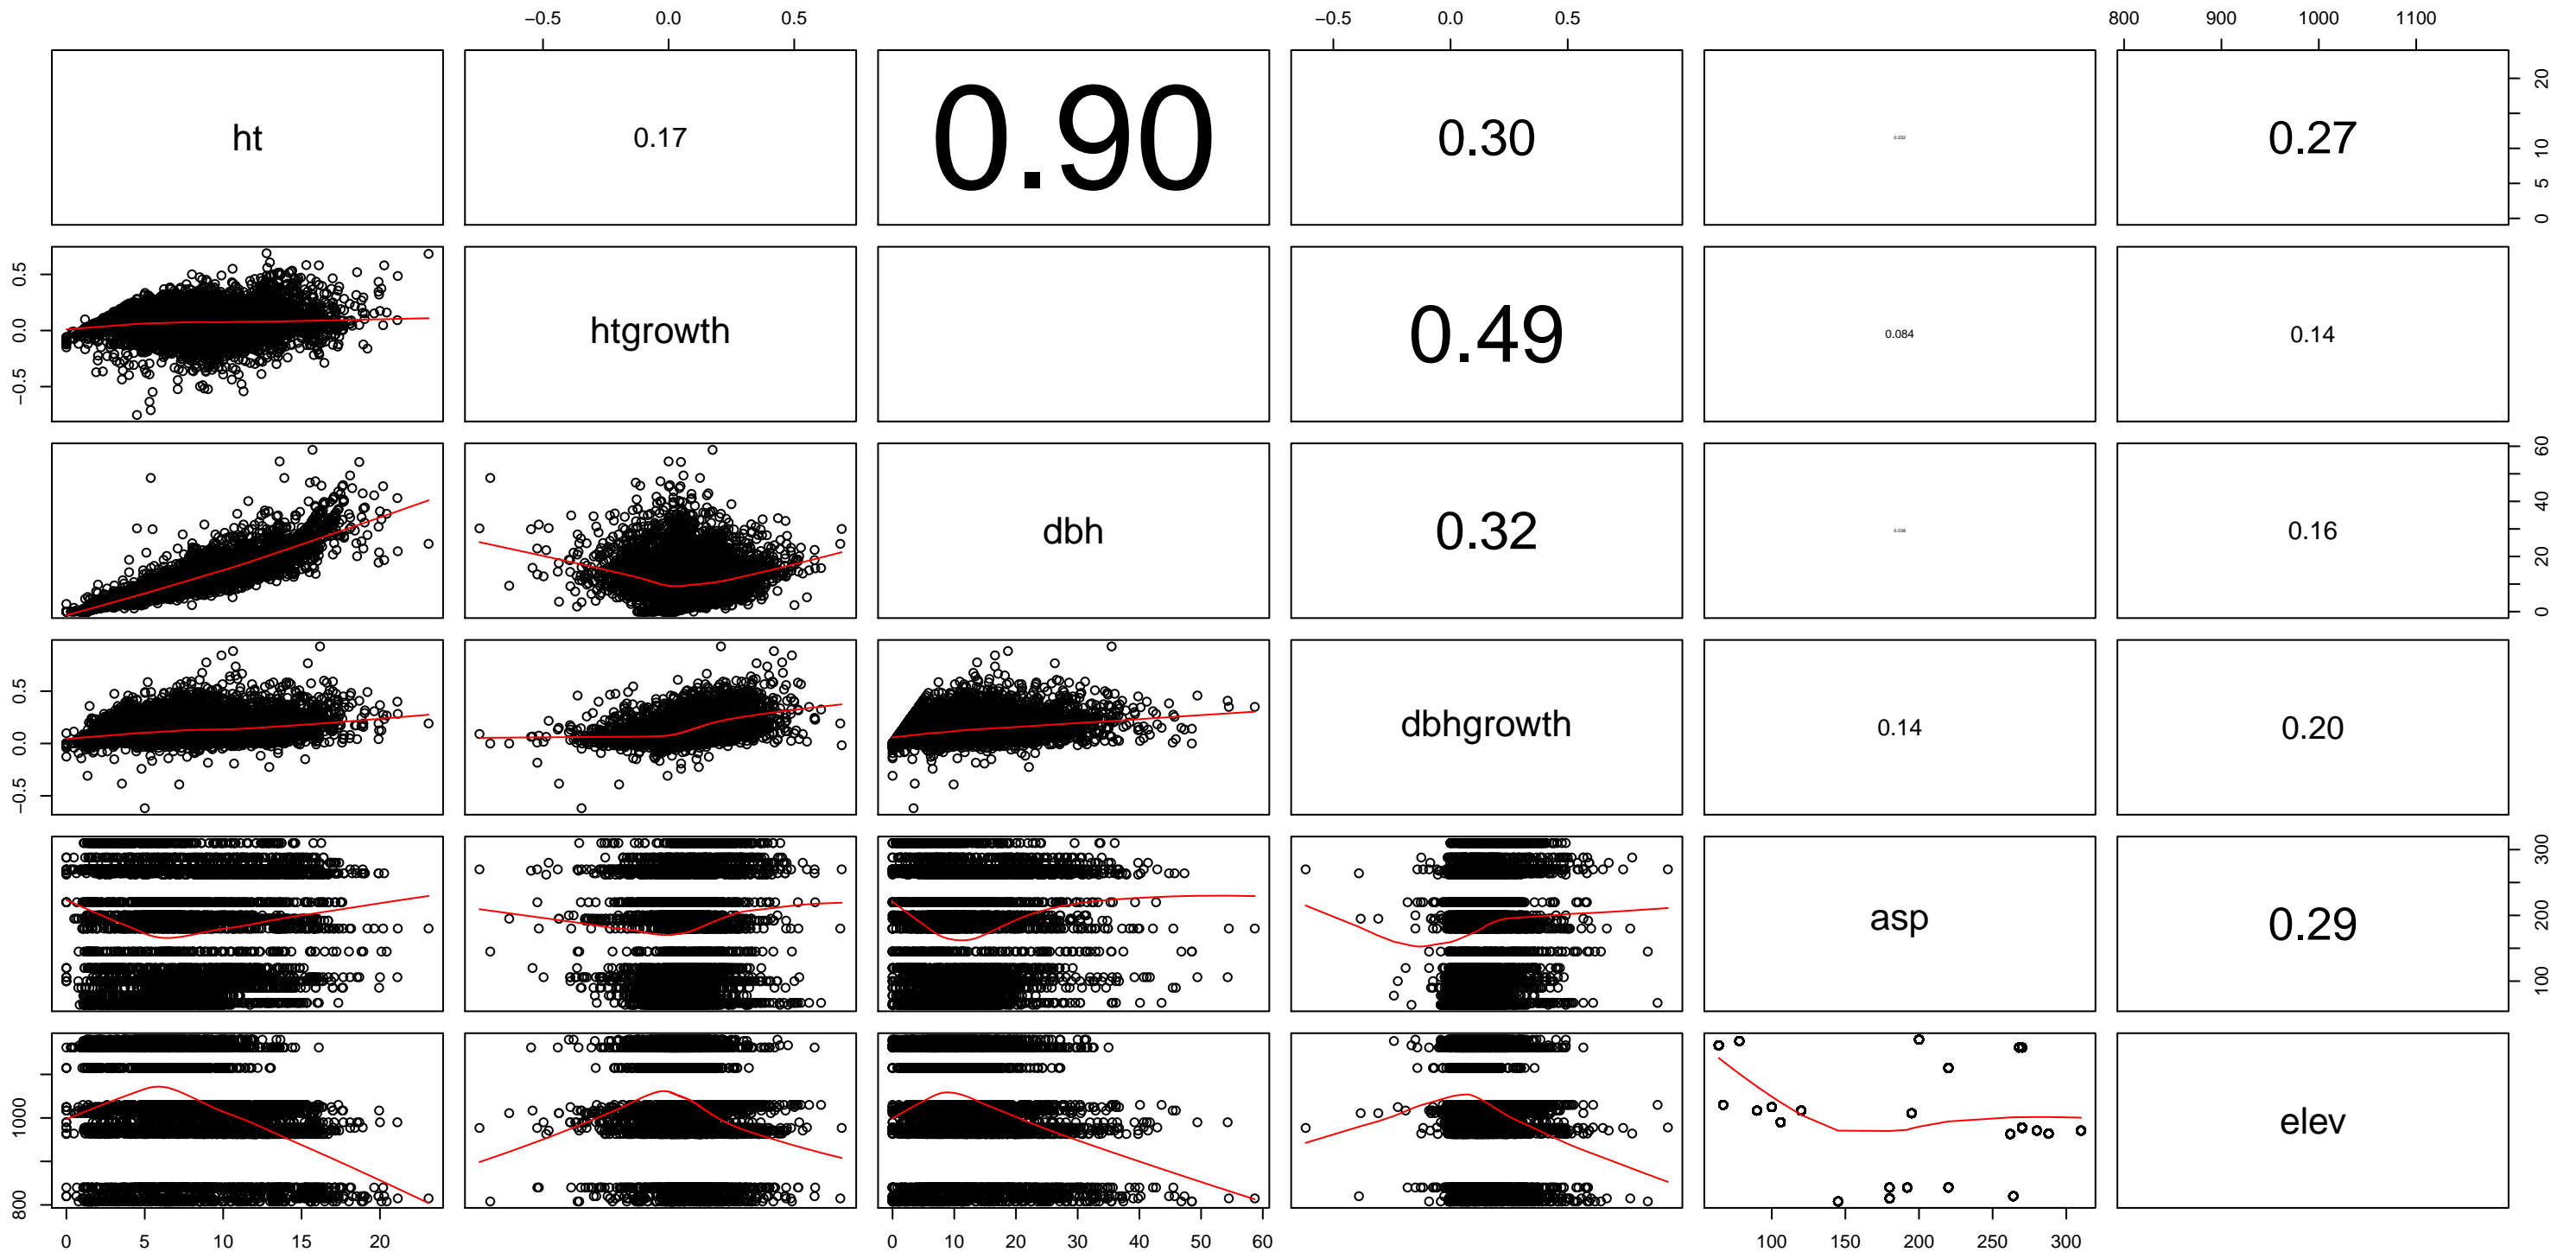 −0.5 0.0 0.5 −0.5 0.0 0.5 800 900 1000 1100
ht 0.17 0.90 0.30 0.27
0 5 10 20
htgrowth 0.49 0.084 0.14
−0.5 0.0 0.5
dbh 0.32 0.16
0 20 40 60
dbhgrowth 0.14 0.20
−0.5 0.0 0.5
asp 0.29
100 200 300
elev
800 1000
0 5 10 15 20 0 10 20 30 40 50 60 100 150 200 250 300